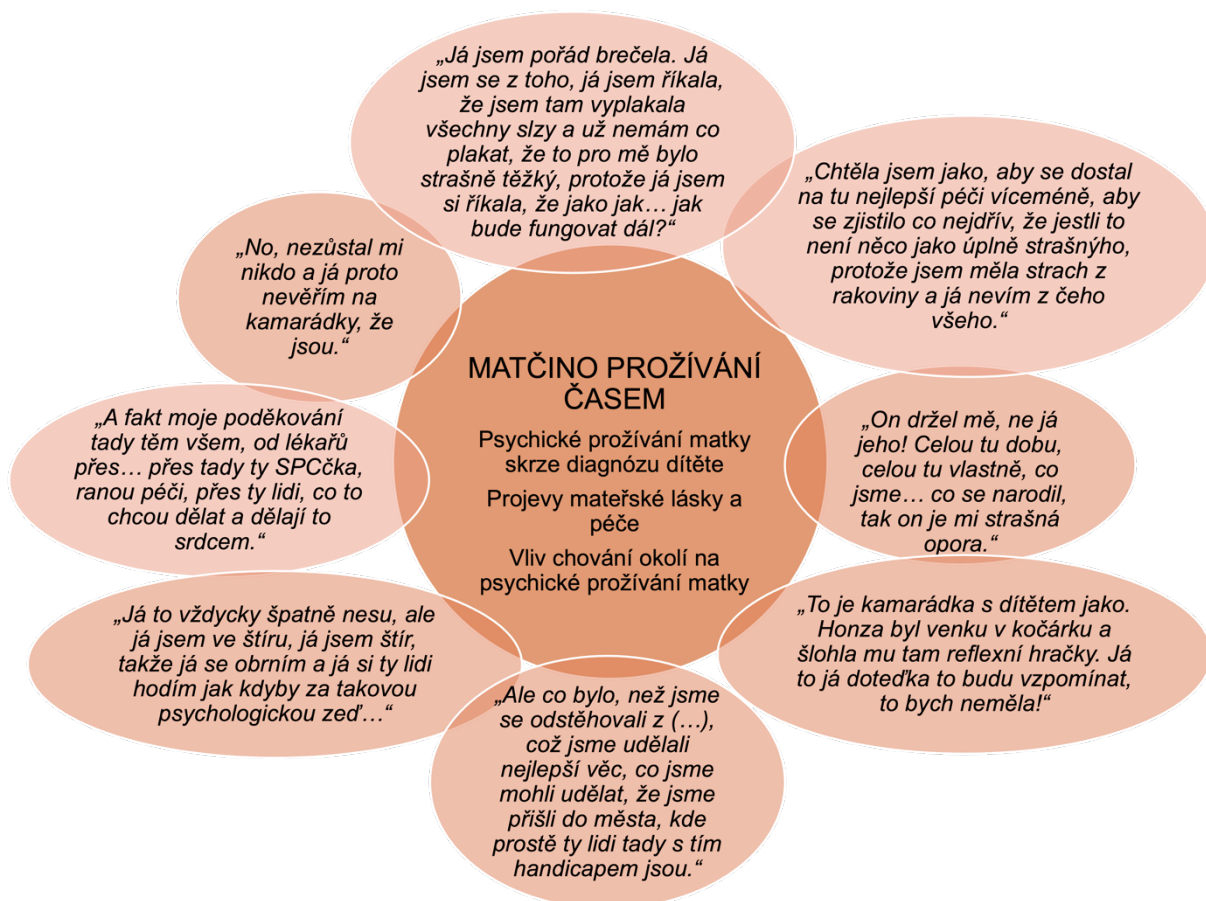 „Já jsem pořád brečela. Já
jsem se z toho, já jsem říkala,
že jsem tam vyplakala
všechny slzy a už nemám co
plakat, že to pro mě bylo
strašně těžký, protože já jsem
si říkala, že jako jak… jak
bude fungovat dál?“
„Chtěla jsem jako, aby se dostal
na tu nejlepší péči víceméně, aby
se zjistilo co nejdřív, že jestli to
není něco jako úplně strašnýho,
protože jsem měla strach z
rakoviny a já nevím z čeho
všeho.“
„On držel mě, ne já
jeho! Celou tu dobu,
celou tu vlastně, co
jsme… co se narodil,
tak on je mi strašná
opora.“
„To je kamarádka s dítětem jako.
Honza byl venku v kočárku a
šlohla mu tam reflexní hračky. Já
to já doteďka to budu vzpomínat,
to bych neměla!“
„Ale co bylo, než jsme
se odstěhovali z (…),
což jsme udělali
nejlepší věc, co jsme
mohli udělat, že jsme
přišli do města, kde
prostě ty lidi tady s tím
handicapem jsou.“
„Já to vždycky špatně nesu, ale
já jsem ve štíru, já jsem štír,
takže já se obrním a já si ty lidi
hodím jak kdyby za takovou
psychologickou zeď…“
„A fakt moje poděkování
tady těm všem, od lékařů
přes… přes tady ty SPCčka,
ranou péči, přes ty lidi, co to
chcou dělat a dělají to
srdcem.“
„No, nezůstal mi
nikdo a já proto
nevěřím na
kamarádky, že
jsou.“
MATČINO PROŽÍVÁNÍ
ČASEM
Psychické prožívání matky
skrze diagnózu dítěte
Projevy mateřské lásky a
péče
Vliv chování okolí na
psychické prožívání matky